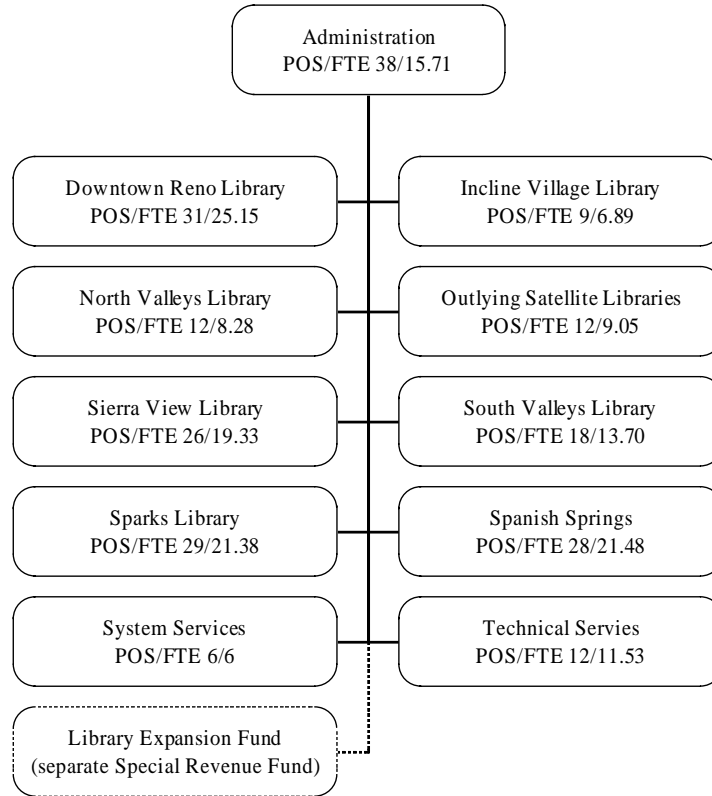 Administration
POS/FTE 38/15.71
Downtown Reno Library
POS/FTE 31/25.15
Incline Village Library
POS/FTE 9/6.89
North Valleys Library
POS/FTE 12/8.28
Outlying Satellite Libraries
POS/FTE 12/9.05
Sierra View Library
POS/FTE 26/19.33
South Valleys Library
POS/FTE 18/13.70
Sparks Library
POS/FTE 29/21.38
Spanish Springs
POS/FTE 28/21.48
System Services
POS/FTE 6/6
Technical Servies
POS/FTE 12/11.53
Library Expansion Fund
(separate Special Revenue Fund)